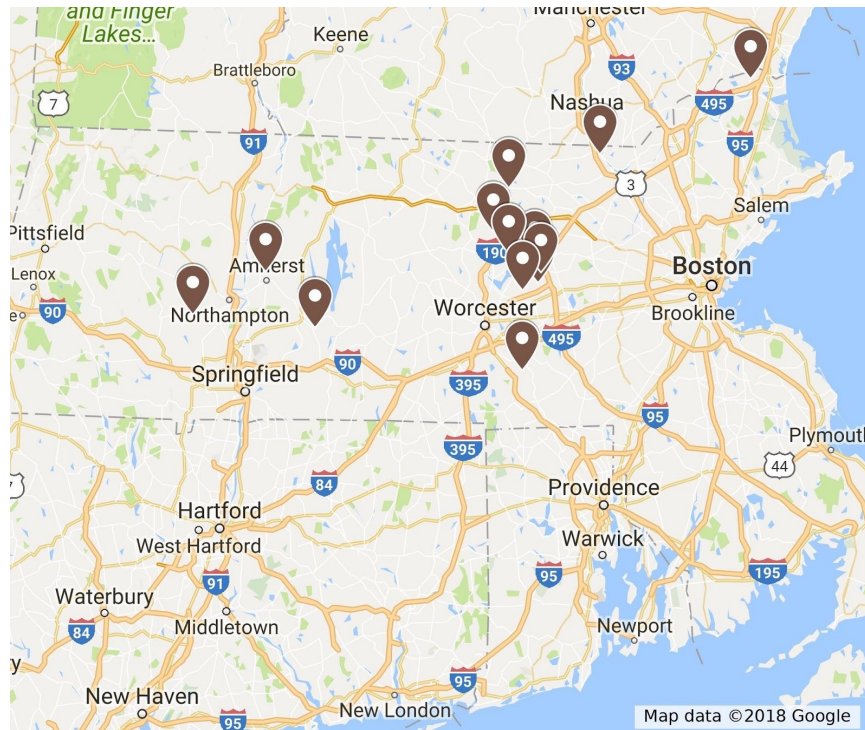 and Finger
Lakes...
Manchester
Keene
Brattleboro
93
7
Nashua
495
91
95
3
Salem
Pittsfield
190
Amherst
Boston
Lenox
90
Northampton
Worcester
Brookline
495
90
Springfield
395
95
395
Plymouth
44
84
Providence
Hartford
West Hartford
Warwick
95
195
91
Waterbury
Middletown
84
Newport
95
New Haven
New London
95
Map data ©2018 Google